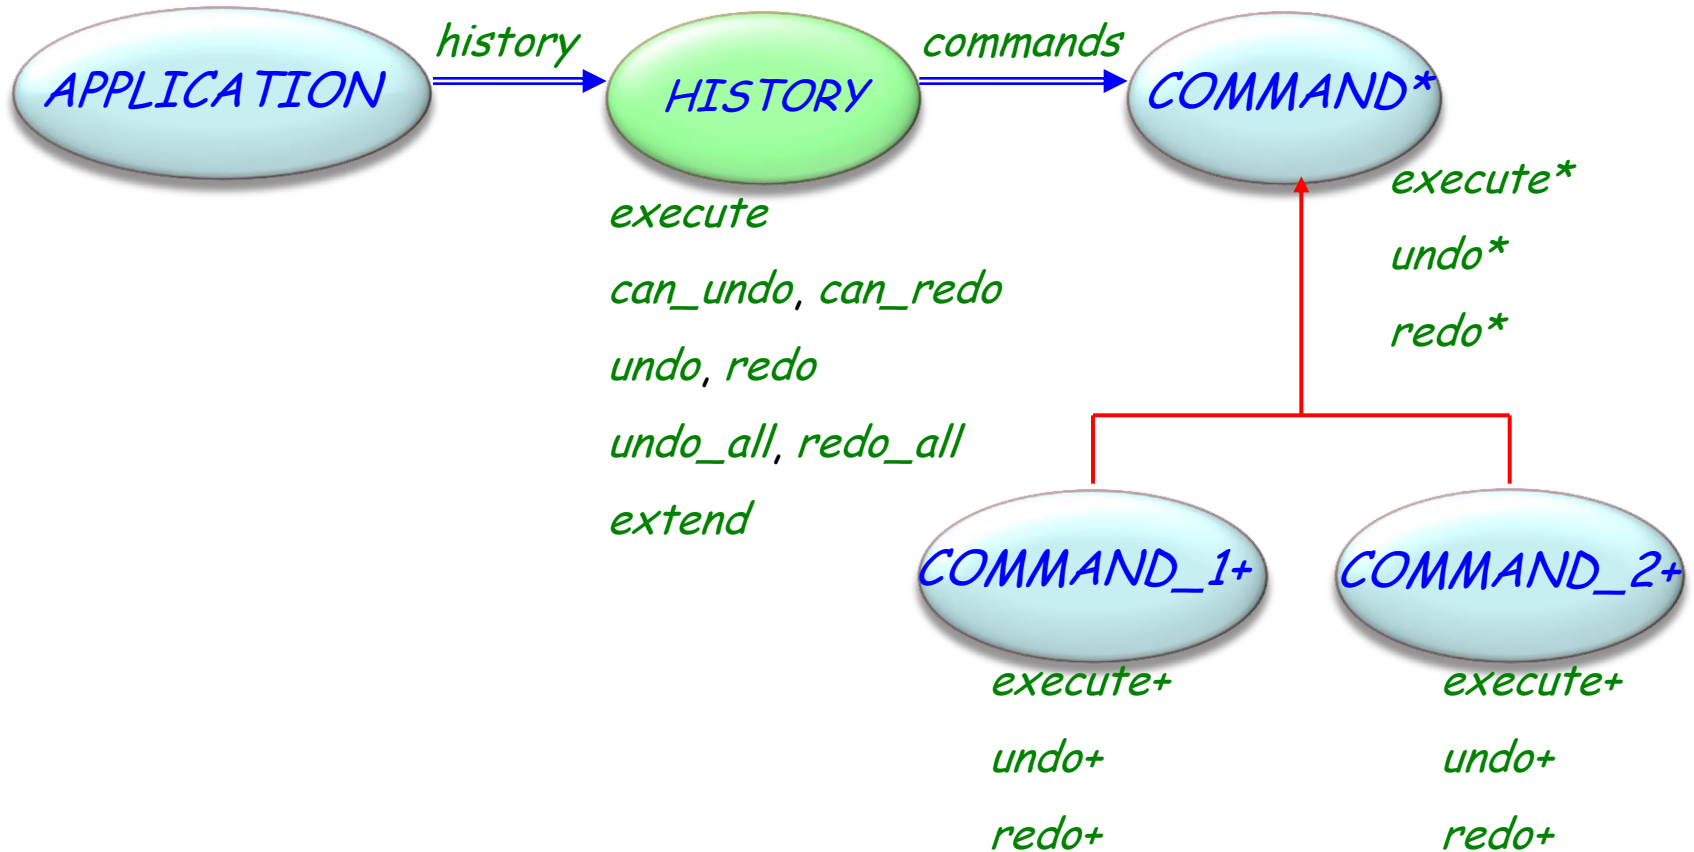 history
commands
APPLICATION
HISTORY
COMMAND*
execute
can_undo, can_redo
undo, redo
undo_all, redo_all
extend
execute*
undo*
redo*
COMMAND_1+
execute+
undo+
redo+
COMMAND_2+
execute+
undo+
redo+